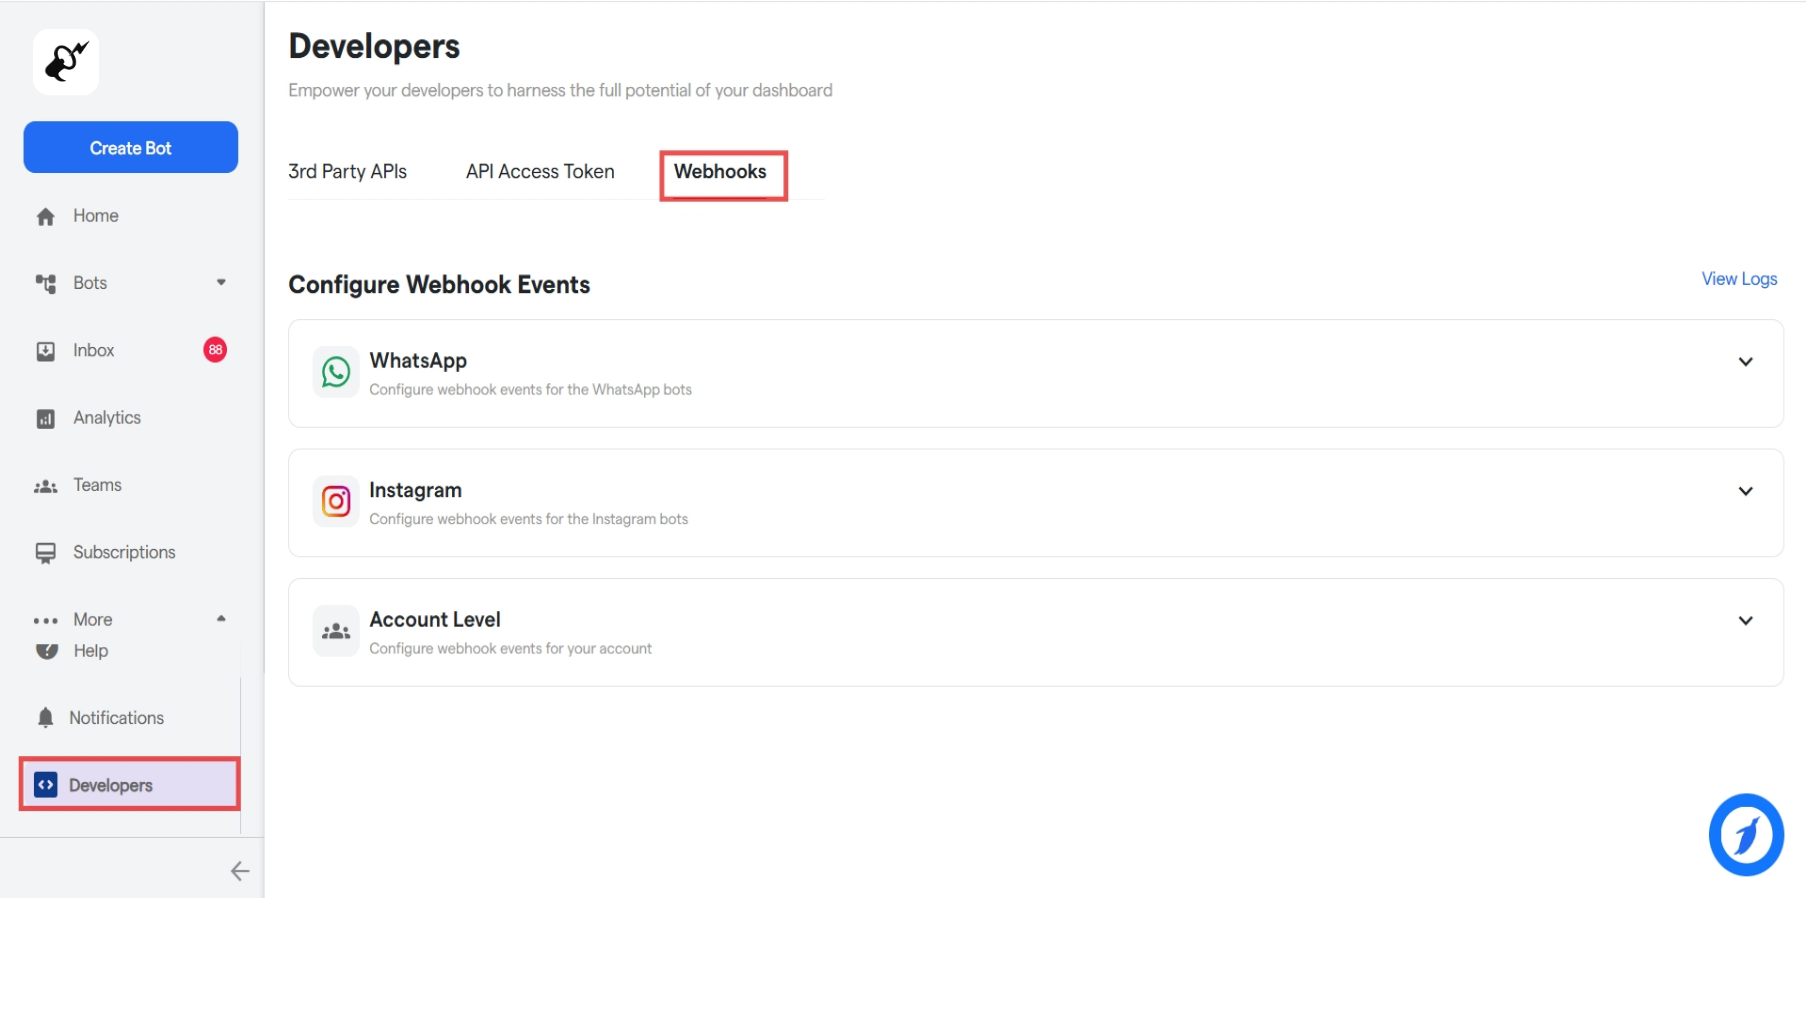 Developers
Empower your developers to harness the full potential of your dashboard
Create Bot
3rd Party APIs
API Access Token
Webhooks
Home
Bots
Inbox
88
Analytics
Teams
Subscriptions
More
Help
Notifications
Developers
Configure Webhook Events
View Logs
WhatsApp
Configure webhook events for the WhatsApp bots
Instagram
Configure webhook events for the Instagram bots
Account Level
Configure webhook events for your account